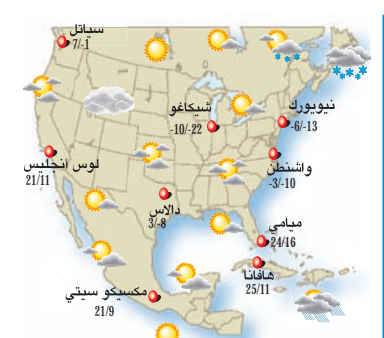 سياتل
7/-1
شيكاغو
-10/-22
نيويورك
-6/-13
لوس انجليس
21/11
واشنطن
-3/-10
دالاس
3/-8
ميامي
24/16
هافانا
25/11
مكسيكو سيتي
21/9